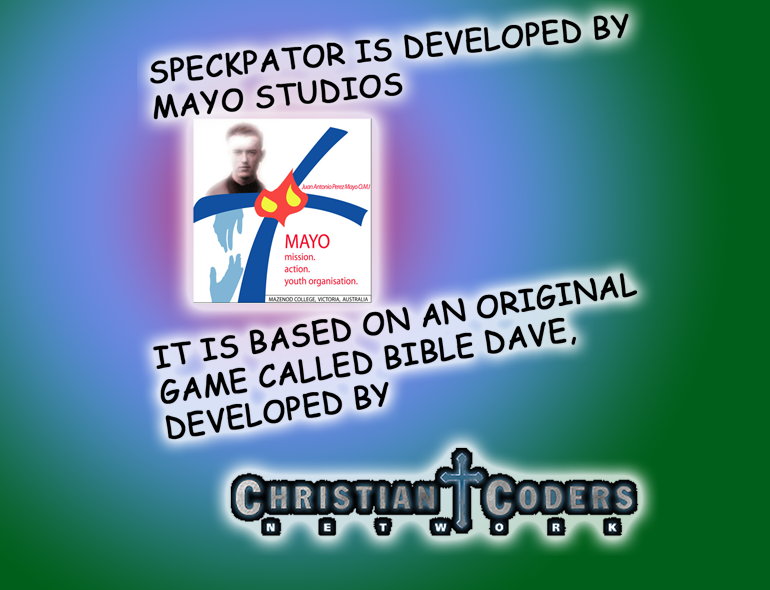 SPECKPATOR IS DEVELOPED BY
MAYO STUDIOS
Juan Antonio Perez Mayo O.M.I
MAYO
mission.
action.
youth organisation.
MAZENOD COLLEGE, VICTORIA, AUSTRALIA
IT IS BASED ON AN ORIGINAL
GAME CALLED BIBLE DAVE,
DEVELOPED BY
CHRISTIAN CODERS
NETWORK